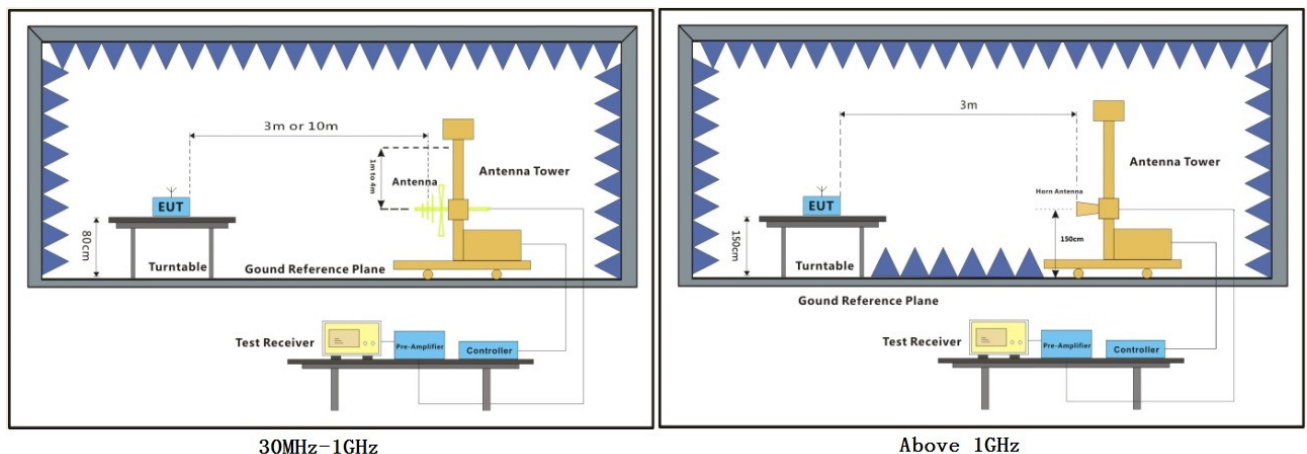 3m or 10m
1m to 4m
Antenna
Antenna Tower
EUT
80cm
Turntable
Gound Reference Plane
Test Receiver
Pre-Amplifier
Controller
30MHz-1GHz
3m
Antenna Tower
Horn Antenna
EUT
150cm
150cm
Turntable
Gound Reference Plane
Test Receiver
Pre-Amplifier
Controller
Above 1GHz